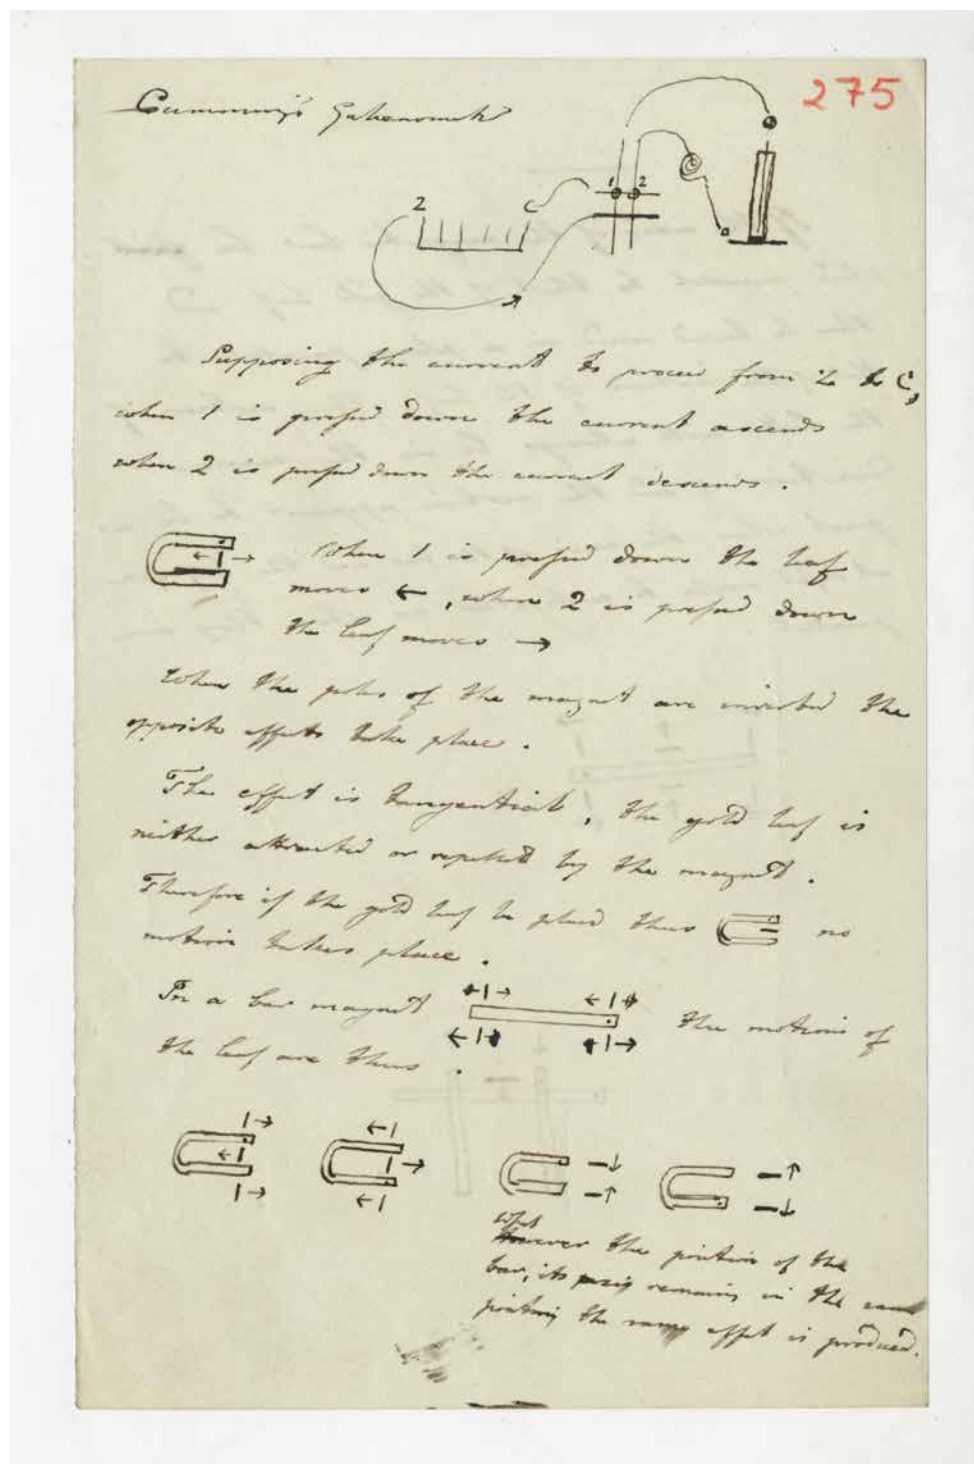 275
Cumming's Galvanometer
1 2
Z C
Supposing the current to proceed from Z to C,
when 1 is pressed down the current ascends
when 2 is pressed down the current descends.
When 1 is pressed down the leaf
moves ←, when 2 is pressed down
the leaf moves →
When the poles of the magnet are inverted the
opposite effects take place.
The effect is tangential, the gold leaf is
neither attracted or repelled by the magnet.
Therefore if the gold leaf be placed thus no
motion takes place.
In a bar magnet the motions of
the leaf are thus.
what
ever the position of the
bar, its remaining in the same
position the same effect is produced.